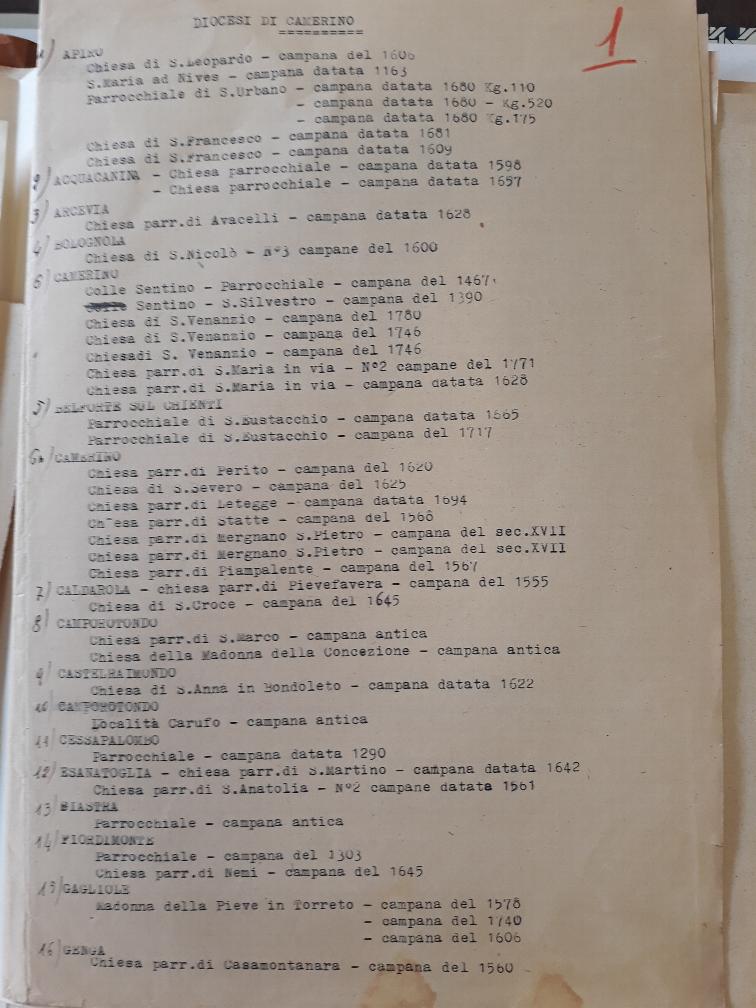 DIOCESI DI CAMERINO
==========
1
1) APIRO
Chiesa di S.Leopardo - campana del 1606
S.Maria ad Nives - campana datata 1163
Parrocchiale di S.Urbano - campana datata 1680 Kg.110
- campana datata 1680 - Kg.520
- campana datata 1680 Kg.175
Chiesa di S.Francesco - campana datata 1681
Chiesa di S.Francesco - campana datata 1609
2) ACQUACANINA - Chiesa parrocchiale - campana datata 1598
- Chiesa parrocchiale - campana datata 1657
3) ARCEVIA
Chiesa parr.di Avacelli - campana datata 1628
4) BOLOGNOLA
Chiesa di S.Nicolò - N°3 campane del 1600
6) CAMERINO
Colle Sentino - Parrocchiale - campana del 1467
Sentino - S.Silvestro - campana del 1390
Chiesa di S.Venanzio - campana del 1780
Chiesa di S.Venanzio - campana del 1746
Chiesadi S. Venanzio - campana del 1746
Chiesa parr.di S.Maria in via - N°2 campane del 1771
Chiesa parr.di S.Maria in via - campana datata 1628
5) BELFORTE SUL CHIENTI
Parrocchiale di S.Eustacchio - campana datata
Parrocchiale di S.Eustacchio - campana del 1717
CAMERINO
Chiesa parr.di Perito - campana del 1620
Chiesa di S.Severo - campana del 1625
Chiesa parr.di Letegge - campana datata 1694
Ch esa parr.di Statte - campana del 1568
Chiesa parr.di Mergnano S.Pietro - campana del sec.XVII
Chiesa parr.di Mergnano S.Pietro - campana del sec.XVII
Chiesa parr.di Piampalente - campana del 1567
7) CALDAROLA - chiesa parr.di Pievefavera - campana del 1555
Chiesa di S.Croce - campana del 1645
8) CAMPOROTONDO
Chiesa parr.di S.Marco - campana antica
Chiesa della Madonna della Concezione - campana antica
9) CASTELRAIMONDO
Chiesa di S.Anna in Bondoleto - campana datata 1622
10 CAMPOROTONDO
Località Carufo - campana antica
11) CESSAPALOMBO
Parrocchiale - campana datata 1290
12) ESANATOGLIA - chiesa parr.di S.Martino - campana datata 1642
Chiesa parr.di S.Anatolia - N°2 campane datate 1561
13) FIASTRA
Parrocchiale - campana antica
14) FIORDIMONTE
Parrocchiale - campana del 1303
Chiesa parr.di Nemi - campana del 1645
15) GAGLIOLE
Madonna della Pieve in Torreto - campana del 1578
- campana del 1740
- campana del 1606
16) GENGA
Chiesa parr.di Casamontanara - campana del 1560